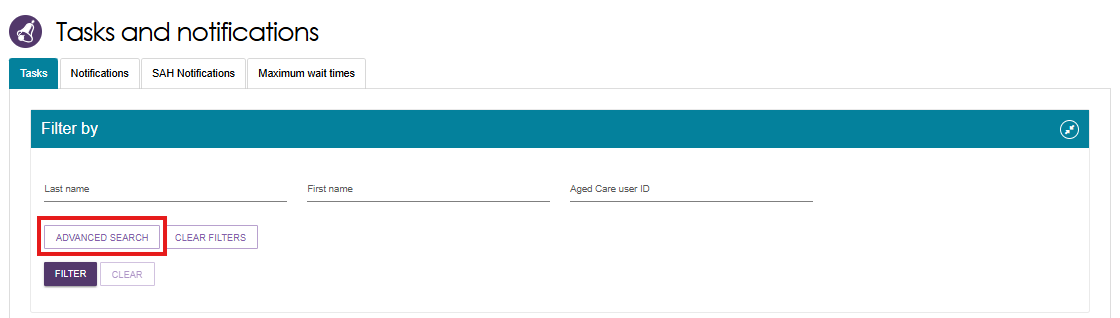 Tasks and notifications
Tasks Notifications SAH Notifications Maximum wait times
Filter by
Last name First name Aged Care user ID
ADVANCED SEARCH CLEAR FILTERS
FILTER CLEAR